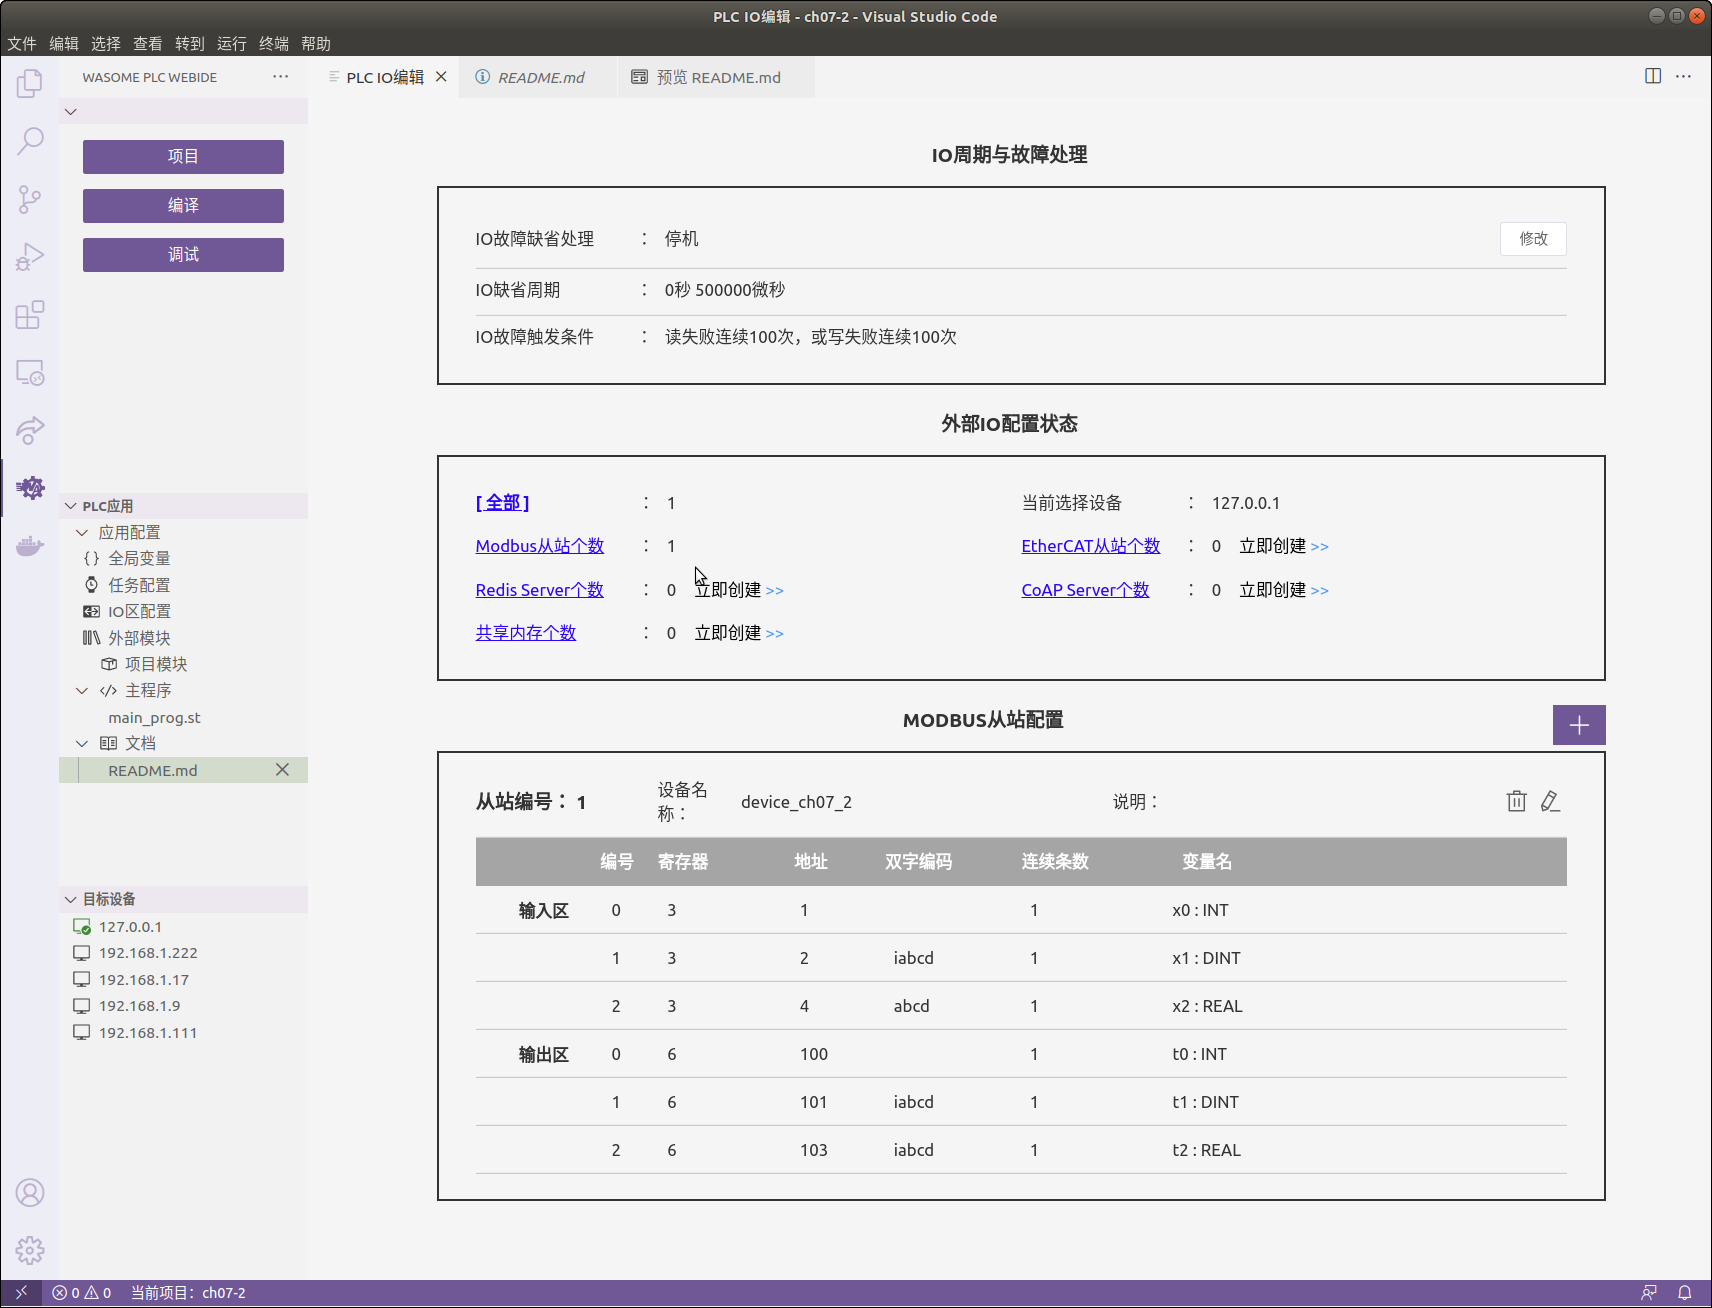 PLC IO编辑 - ch07-2 - Visual Studio Code
文件 编辑 选择 查看 转到 运行 终端 帮助
WASOME PLC WEBIDE
PLC IO编辑
README.md
预览 README.md
项目
编译
调试
PLC应用
应用配置
全局变量
任务配置
IO区配置
外部模块
项目模块
主程序
main_prog.st
文档
README.md
目标设备
127.0.0.1
192.168.1.222
192.168.1.17
192.168.1.9
192.168.1.111
IO周期与故障处理
IO故障缺省处理 : 停机 修改
IO缺省周期 : 0秒 500000微秒
IO故障触发条件 : 读失败连续100次，或写失败连续100次
外部IO配置状态
[ 全部 ] : 1 当前选择设备 : 127.0.0.1
Modbus从站个数 : 1 EtherCAT从站个数 : 0 立即创建 >>
Redis Server个数 : 0 立即创建 >> CoAP Server个数 : 0 立即创建 >>
共享内存个数 : 0 立即创建 >>
MODBUS从站配置
从站编号： 1 设备名称： device_ch07_2 说明：
编号 寄存器 地址 双字编码 连续条数 变量名
输入区 0 3 1 1 x0 : INT
1 3 2 iabcd 1 x1 : DINT
2 3 4 abcd 1 x2 : REAL
输出区 0 6 100 1 t0 : INT
1 6 101 iabcd 1 t1 : DINT
2 6 103 iabcd 1 t2 : REAL
0 0 当前项目：ch07-2